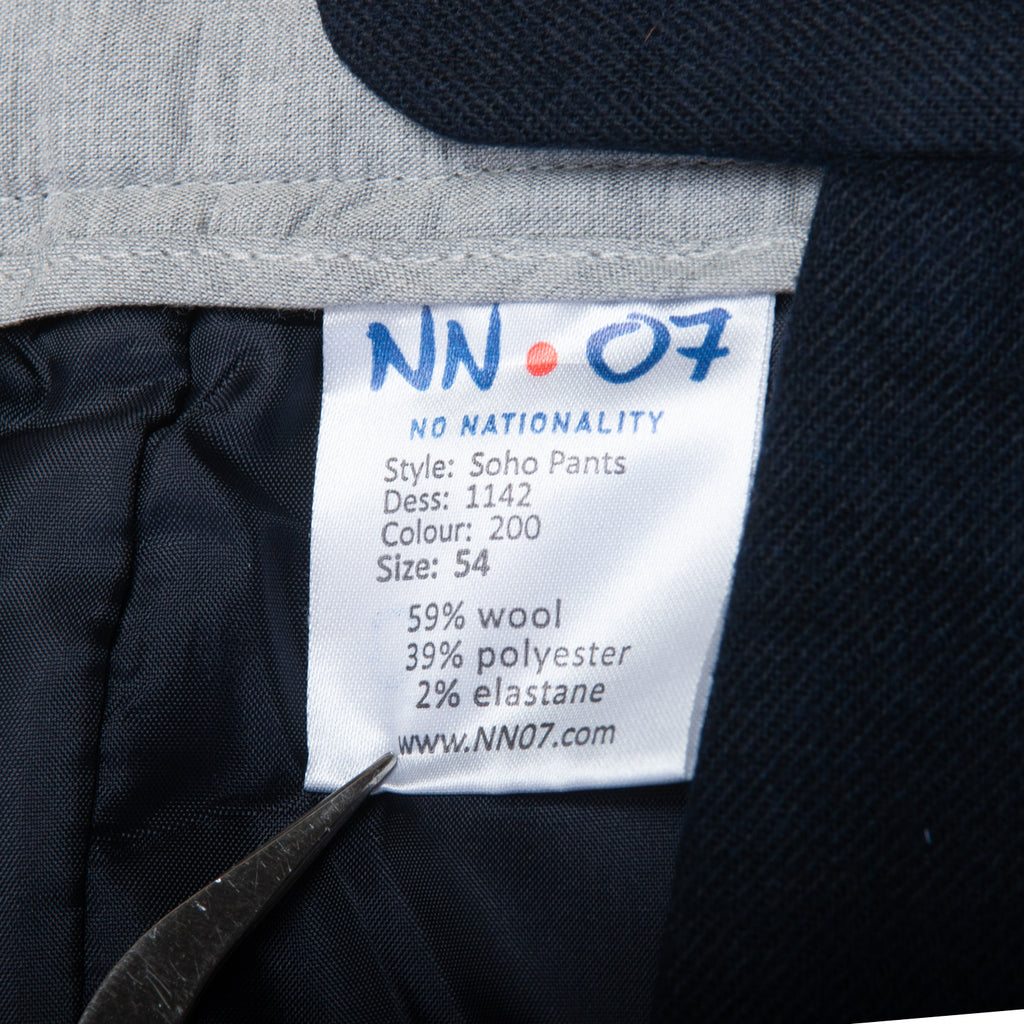 NN • 07
NO NATIONALITY
Style: Soho Pants
Dess: 1142
Colour: 200
Size: 54
59% wool
39% polyester
2% elastane
www.NN07.com